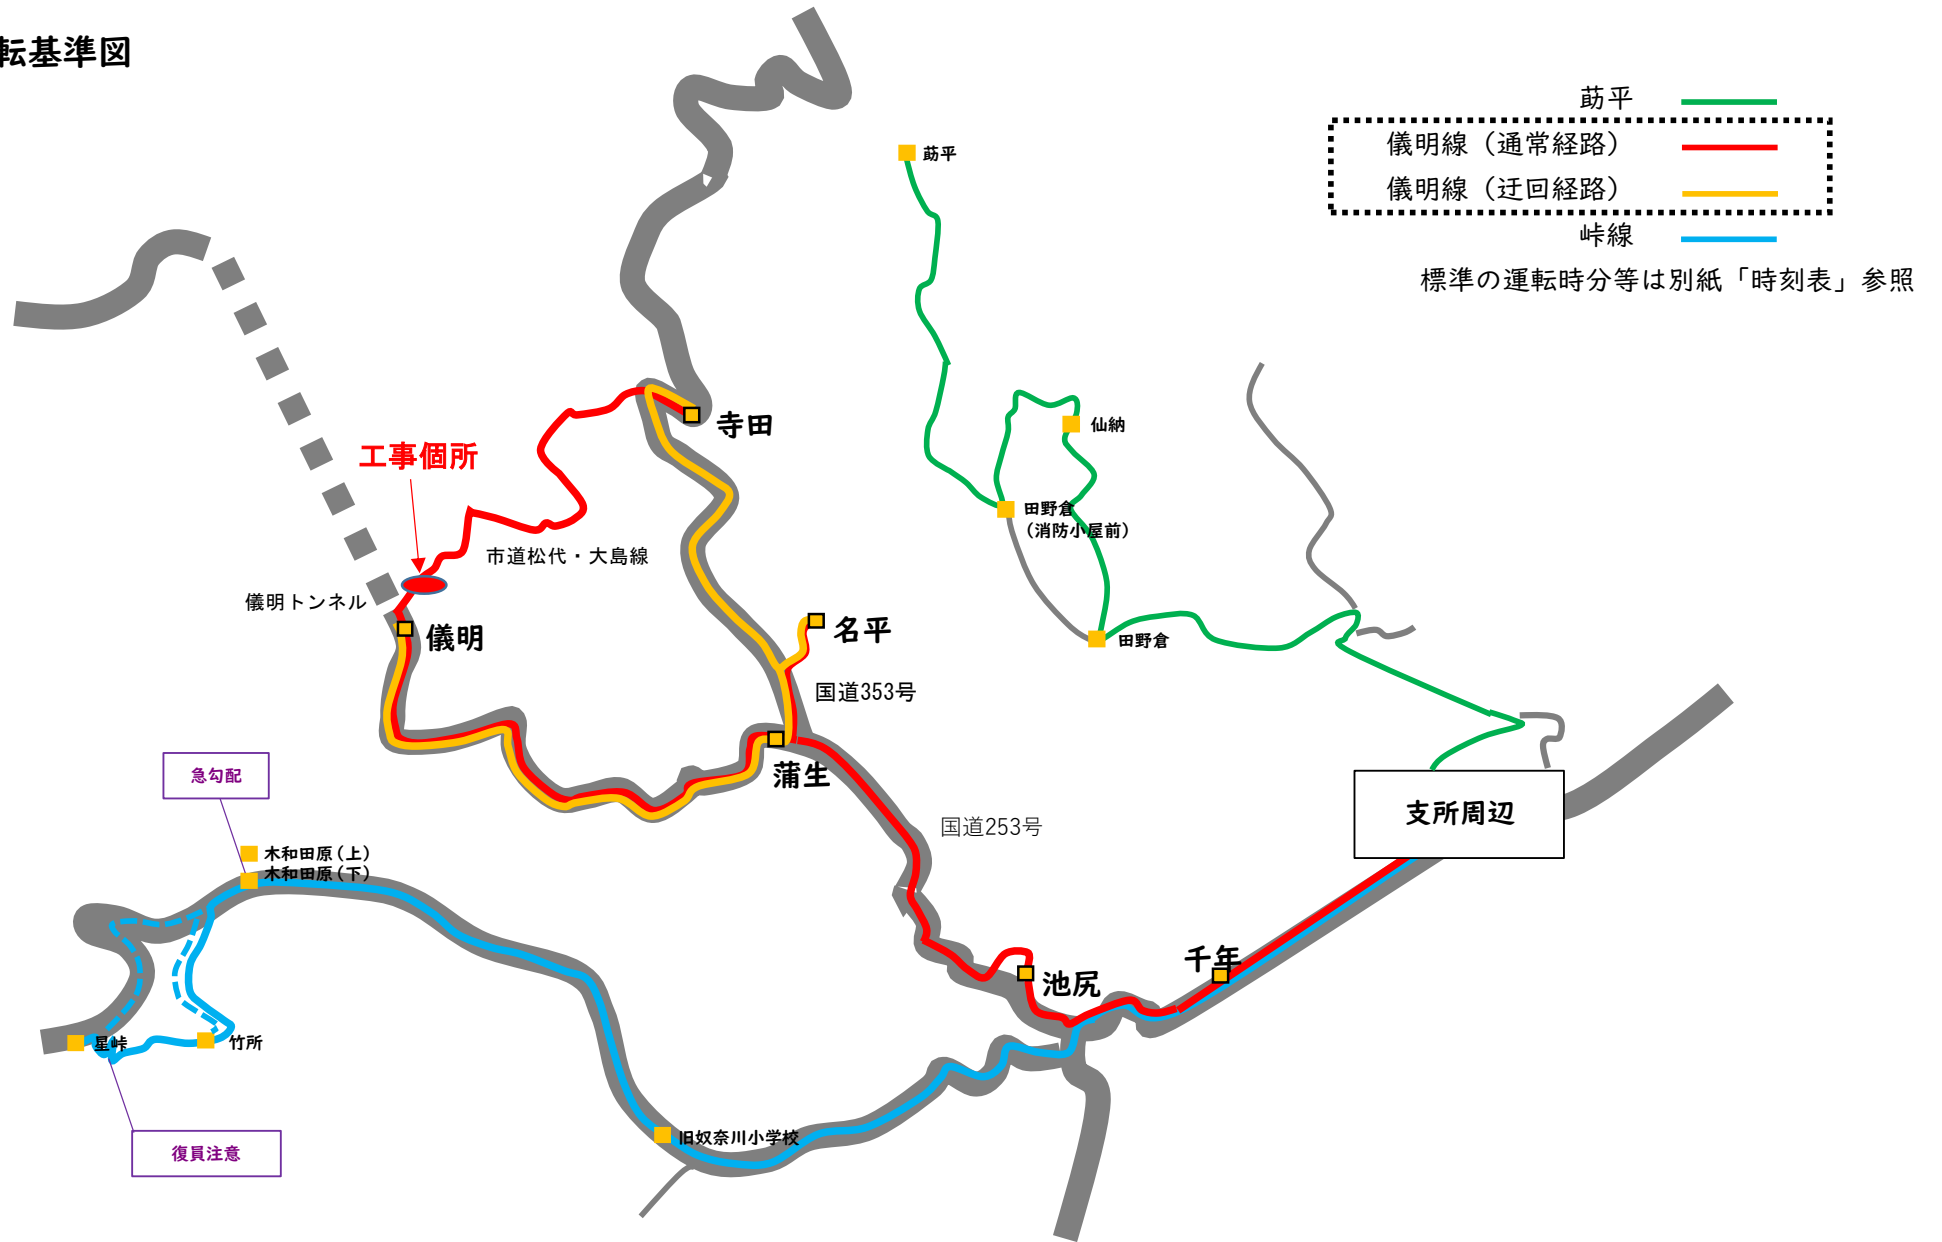 転基準図
莇平
儀明線（通常経路）
儀明線（迂回経路）
峠線
標準の運転時分等は別紙「時刻表」参照
莇平
寺田
仙納
工事個所
田野倉
（消防小屋前）
市道松代・大島線
儀明トンネル
儀明
名平
田野倉
国道353号
蒲生
急勾配
国道253号
支所周辺
木和田原（上）
木和田原（下）
千年
池尻
星峠
竹所
旧奴奈川小学校
復員注意